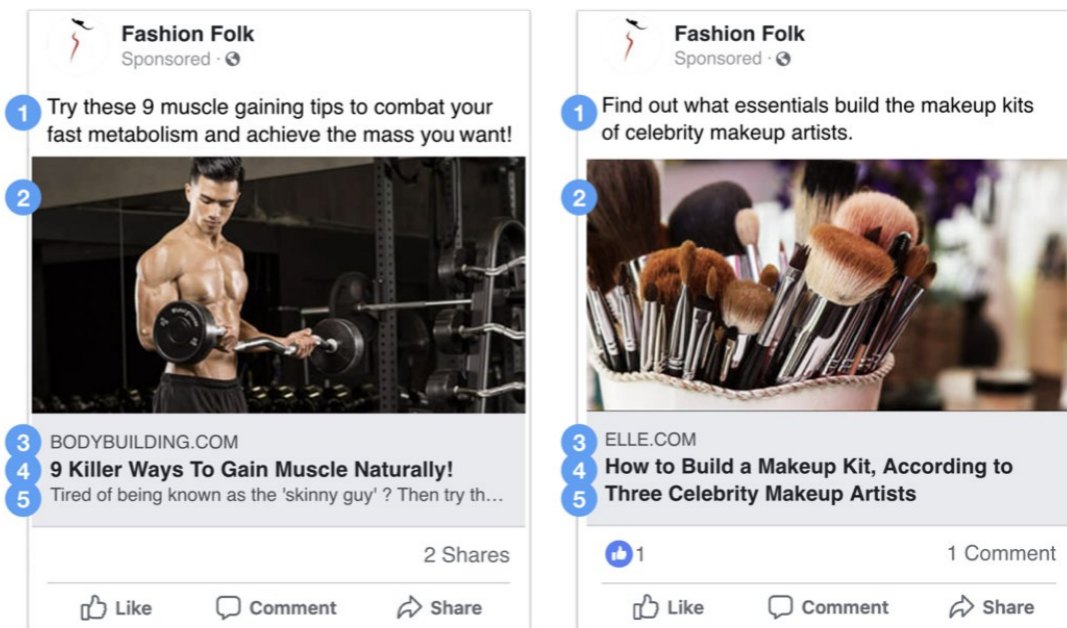 Fashion Folk
Sponsored ·
1
Try these 9 muscle gaining tips to combat your
fast metabolism and achieve the mass you want!
2
3
BODYBUILDING.COM
4
9 Killer Ways To Gain Muscle Naturally!
5
Tired of being known as the 'skinny guy' ? Then try th...
2 Shares
Like Comment Share
Fashion Folk
Sponsored ·
1
Find out what essentials build the makeup kits
of celebrity makeup artists.
2
3
ELLE.COM
4
How to Build a Makeup Kit, According to
5
Three Celebrity Makeup Artists
1 1 Comment
Like Comment Share